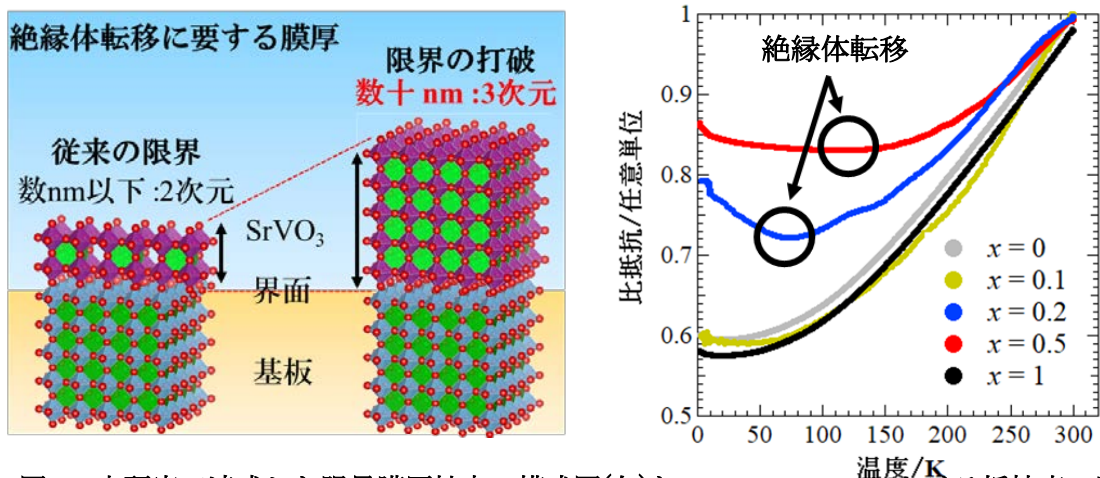 絶縁体転移に要する膜厚
限界の打破
数十 nm :3次元
従来の限界
数nm以下 :2次元
SrVO₃
界面
基板
1
0.9
0.8
0.7
0.6
0.5
比抵抗/任意単位
絶縁体転移
x = 0
x = 0.1
x = 0.2
x = 0.5
x = 1
0 50 100 150 200 250 300
温度/K